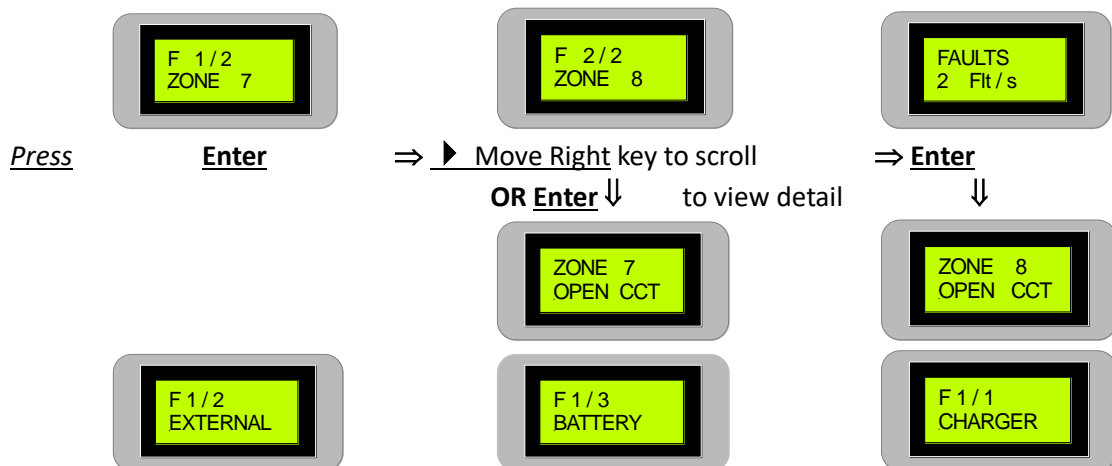 F 1 / 2
ZONE 7
F 2 / 2
ZONE 8
FAULTS
2 Flt / s
Press Enter ⇒ ▶ Move Right key to scroll ⇒ Enter
OR Enter ⇓ to view detail ⇓
ZONE 7
OPEN CCT
ZONE 8
OPEN CCT
F 1 / 2
EXTERNAL
F 1 / 3
BATTERY
F 1 / 1
CHARGER